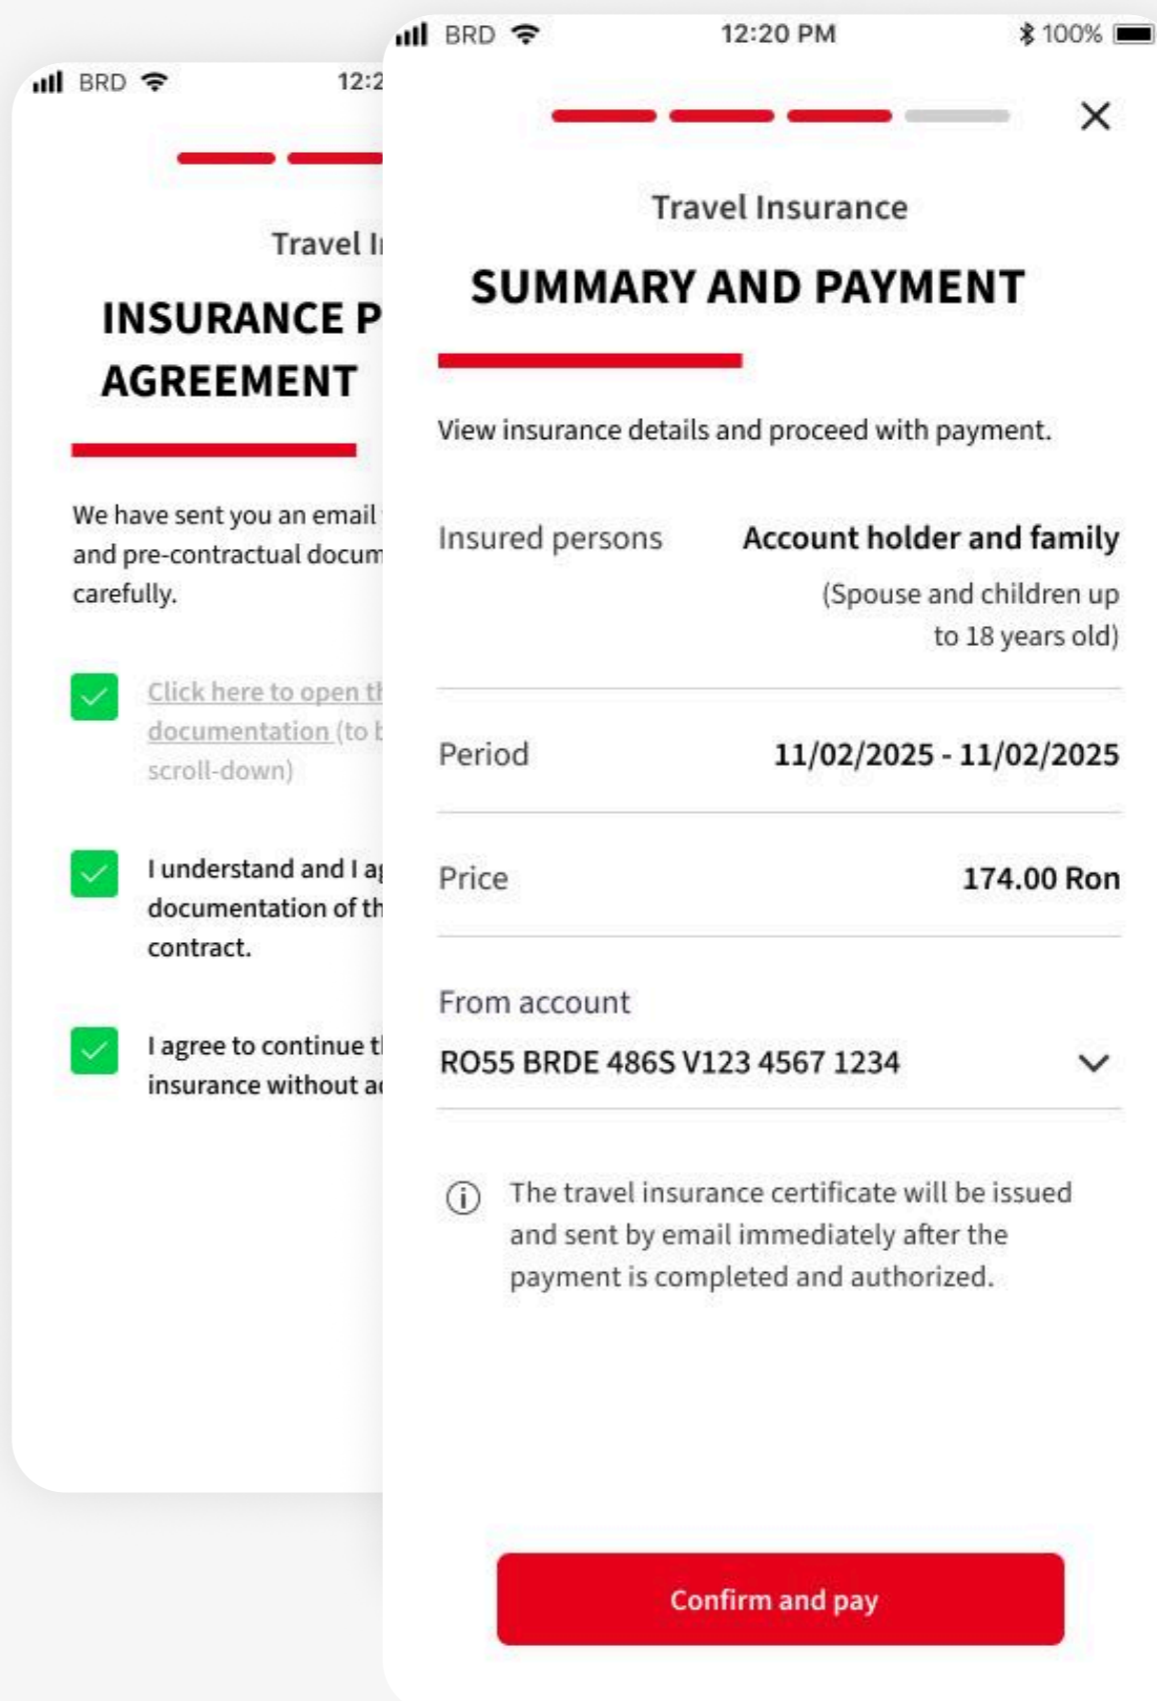 BRD
12:2
Travel I
INSURANCE P
AGREEMENT
We have sent you an email
and pre-contractual docum
carefully.
Click here to open th
documentation (to b
scroll-down)
I understand and I ag
documentation of th
contract.
I agree to continue t
insurance without a
BRD 12:20 PM 100%
Travel Insurance
SUMMARY AND PAYMENT
View insurance details and proceed with payment.
Insured persons Account holder and family
(Spouse and children up
to 18 years old)
Period 11/02/2025 - 11/02/2025
Price 174.00 Ron
From account
RO55 BRDE 486S V123 4567 1234
The travel insurance certificate will be issued
and sent by email immediately after the
payment is completed and authorized.
Confirm and pay